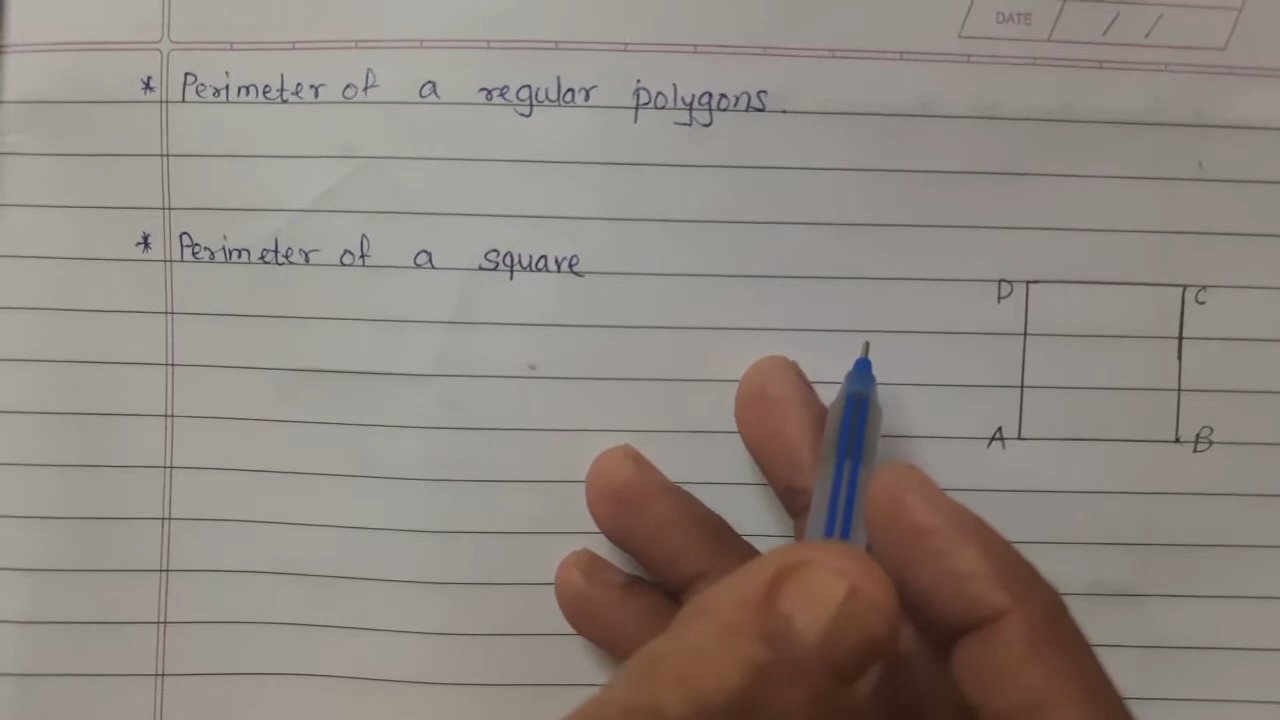 DATE / /
* Perimeter of a regular polygons.
* Perimeter of a square
D C
A B